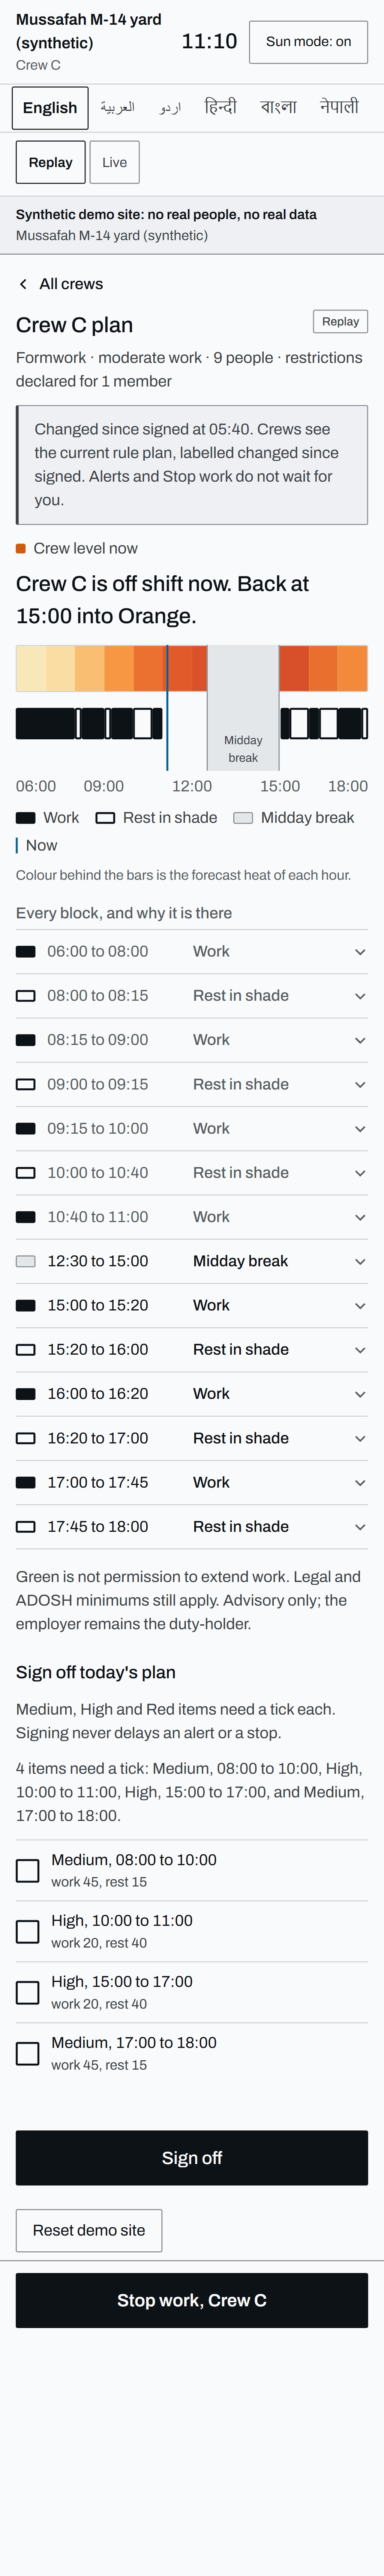 Mussafah M-14 yard
(synthetic)
Crew C
11:10
Sun mode: on
English العربية اردو हिन्दी বাংলা नेपाली
Replay Live
Synthetic demo site: no real people, no real data
Mussafah M-14 yard (synthetic)
All crews
Crew C plan
Replay
Formwork · moderate work · 9 people · restrictions
declared for 1 member
Changed since signed at 05:40. Crews see
the current rule plan, labelled changed since
signed. Alerts and Stop work do not wait for
you.
Crew level now
Crew C is off shift now. Back at
15:00 into Orange.
Midday
break
06:00 09:00 12:00 15:00 18:00
Work Rest in shade Midday break
Now
Colour behind the bars is the forecast heat of each hour.
Every block, and why it is there
06:00 to 08:00 Work
08:00 to 08:15 Rest in shade
08:15 to 09:00 Work
09:00 to 09:15 Rest in shade
09:15 to 10:00 Work
10:00 to 10:40 Rest in shade
10:40 to 11:00 Work
12:30 to 15:00 Midday break
15:00 to 15:20 Work
15:20 to 16:00 Rest in shade
16:00 to 16:20 Work
16:20 to 17:00 Rest in shade
17:00 to 17:45 Work
17:45 to 18:00 Rest in shade
Green is not permission to extend work. Legal and
ADOSH minimums still apply. Advisory only; the
employer remains the duty-holder.
Sign off today's plan
Medium, High and Red items need a tick each.
Signing never delays an alert or a stop.
4 items need a tick: Medium, 08:00 to 10:00, High,
10:00 to 11:00, High, 15:00 to 17:00, and Medium,
17:00 to 18:00.
Medium, 08:00 to 10:00
work 45, rest 15
High, 10:00 to 11:00
work 20, rest 40
High, 15:00 to 17:00
work 20, rest 40
Medium, 17:00 to 18:00
work 45, rest 15
Sign off
Reset demo site
Stop work, Crew C